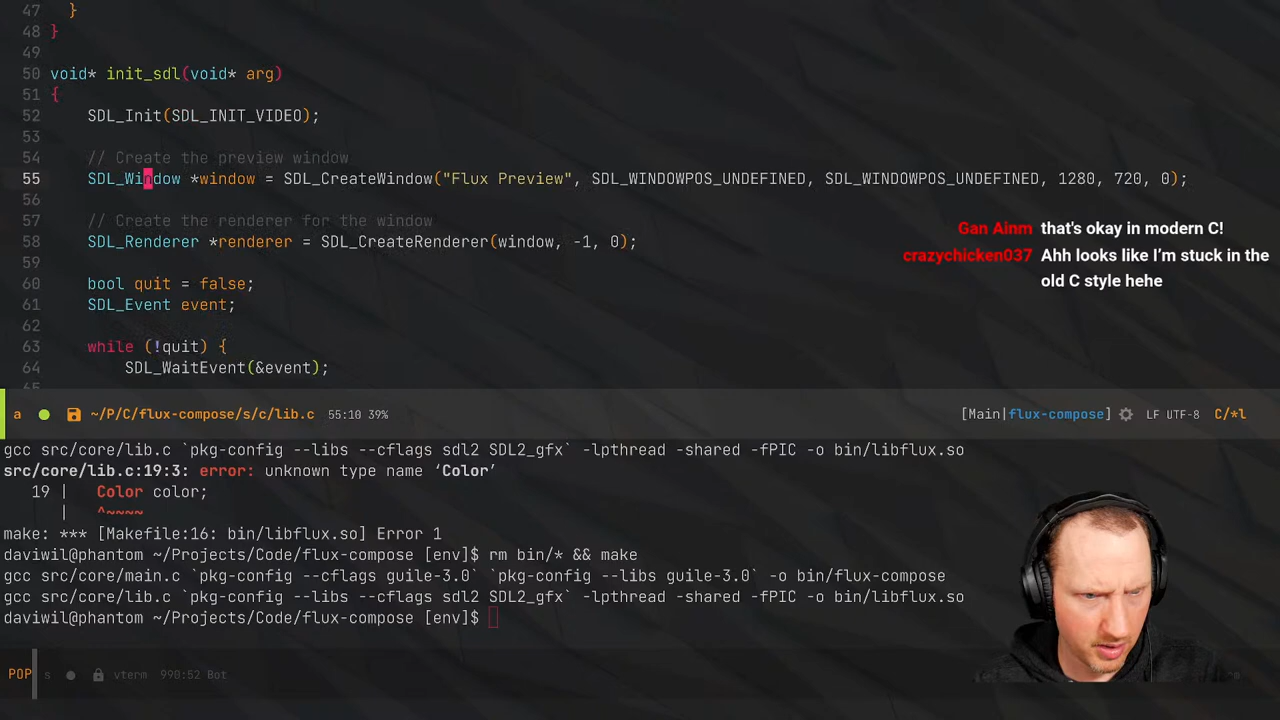 47   }
48 }
49
50 void* init_sdl(void* arg)
51 {
52     SDL_Init(SDL_INIT_VIDEO);
53
54     // Create the preview window
55     SDL_Window *window = SDL_CreateWindow("Flux Preview", SDL_WINDOWPOS_UNDEFINED, SDL_WINDOWPOS_UNDEFINED, 1280, 720, 0);
56
57     // Create the renderer for the window
58     SDL_Renderer *renderer = SDL_CreateRenderer(window, -1, 0);
59
60     bool quit = false;
61     SDL_Event event;
62
63     while (!quit) {
64         SDL_WaitEvent(&event);
Gan Ainm that's okay in modern C!
crazychicken037 Ahh looks like I'm stuck in the
old C style hehe
a ~/P/C/flux-compose/s/c/lib.c 55:10 39% [Main|flux-compose] LF UTF-8 C/*l
gcc src/core/lib.c `pkg-config --libs --cflags sdl2 SDL2_gfx` -lpthread -shared -fPIC -o bin/libflux.so
src/core/lib.c:19:3: error: unknown type name ‘Color’
19 |   Color color;
|   ^~~~~
make: *** [Makefile:16: bin/libflux.so] Error 1
daviwil@phantom ~/Projects/Code/flux-compose [env]$ rm bin/* && make
gcc src/core/main.c `pkg-config --cflags guile-3.0` `pkg-config --libs guile-3.0` -o bin/flux-compose
gcc src/core/lib.c `pkg-config --libs --cflags sdl2 SDL2_gfx` -lpthread -shared -fPIC -o bin/libflux.so
daviwil@phantom ~/Projects/Code/flux-compose [env]$
POP s vterm 990:52 Bot